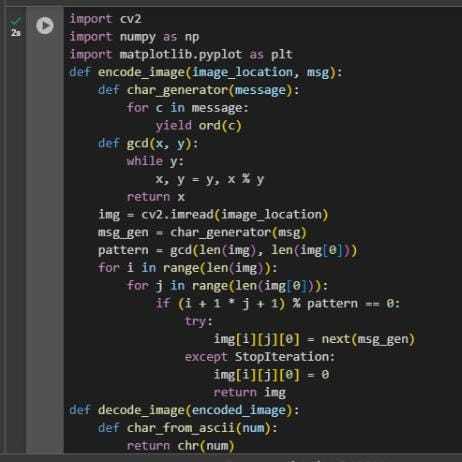 2s
import cv2
import numpy as np
import matplotlib.pyplot as plt
def encode_image(image_location, msg):
    def char_generator(message):
        for c in message:
            yield ord(c)
    def gcd(x, y):
        while y:
            x, y = y, x % y
        return x
    img = cv2.imread(image_location)
    msg_gen = char_generator(msg)
    pattern = gcd(len(img), len(img[0]))
    for i in range(len(img)):
        for j in range(len(img[0])):
            if (i + 1 * j + 1) % pattern == 0:
                try:
                    img[i][j][0] = next(msg_gen)
                except StopIteration:
                    img[i][j][0] = 0
                    return img
def decode_image(encoded_image):
    def char_from_ascii(num):
        return chr(num)